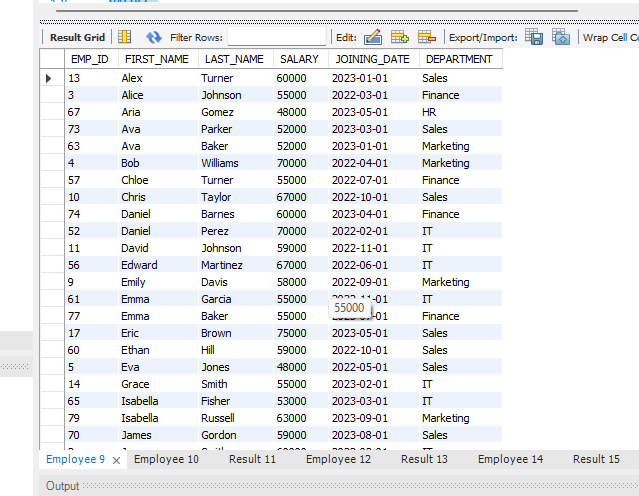 Result Grid Filter Rows: Edit: Export/Import: Wrap Cell Co
EMP_ID FIRST_NAME LAST_NAME SALARY JOINING_DATE DEPARTMENT
13 Alex Turner 60000 2023-01-01 Sales
3 Alice Johnson 55000 2022-03-01 Finance
67 Aria Gomez 48000 2023-05-01 HR
73 Ava Parker 52000 2023-03-01 Sales
63 Ava Baker 52000 2023-01-01 Marketing
4 Bob Williams 70000 2022-04-01 Marketing
57 Chloe Turner 55000 2022-07-01 Finance
10 Chris Taylor 67000 2022-10-01 Sales
74 Daniel Barnes 60000 2023-04-01 Finance
52 Daniel Perez 70000 2022-02-01 IT
11 David Johnson 59000 2022-11-01 IT
56 Edward Martinez 67000 2022-06-01 IT
9 Emily Davis 58000 2022-09-01 Marketing
61 Emma Garcia 55000 IT
55000
77 Emma Baker 55000 Finance
17 Eric Brown 75000 2023-05-01 Sales
60 Ethan Hill 59000 2022-10-01 Sales
5 Eva Jones 48000 2022-05-01 Sales
14 Grace Smith 55000 2023-02-01 IT
65 Isabella Fisher 53000 2023-03-01 IT
79 Isabella Russell 63000 2023-09-01 Marketing
70 James Gordon 59000 2023-08-01 Sales
Employee 9 Employee 10 Result 11 Employee 12 Result 13 Employee 14 Result 15
Output